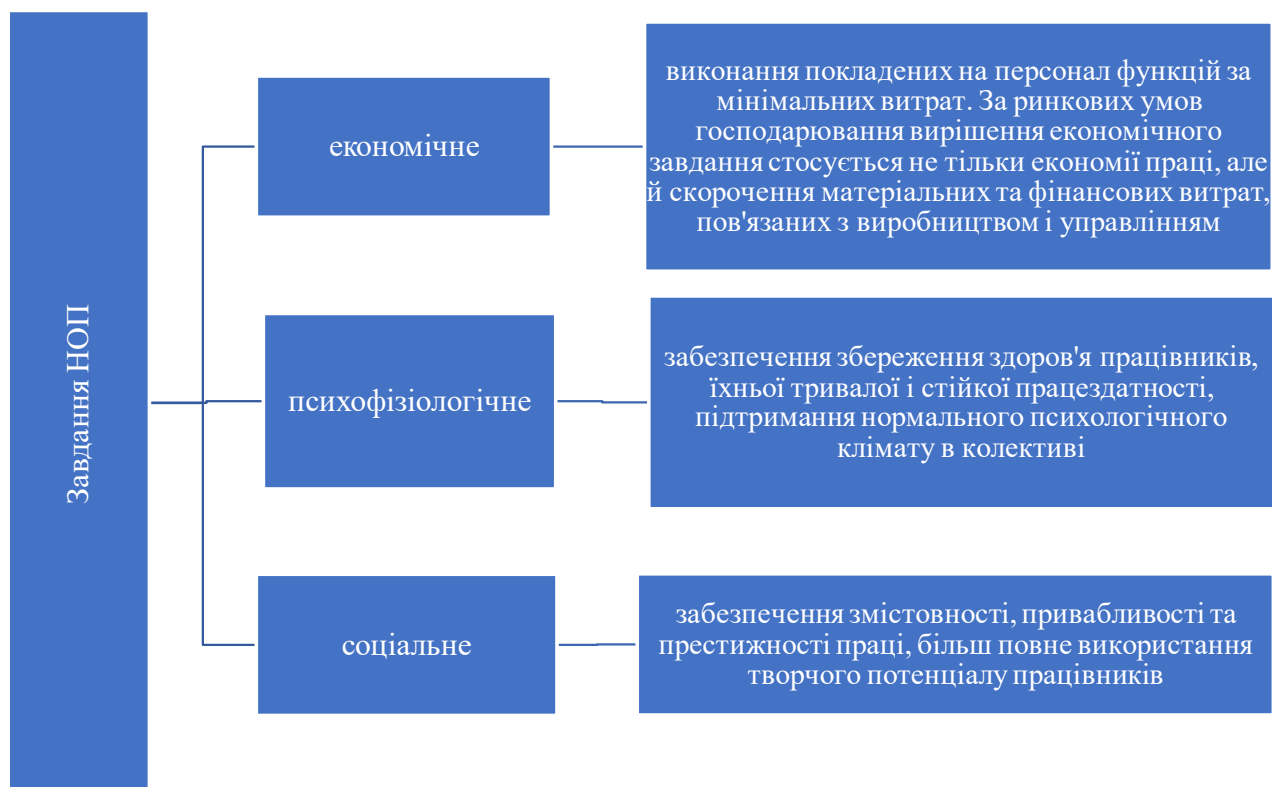 Завдання НОП
економічне
виконання покладених на персонал функцій за
мінімальних витрат. За ринкових умов
господарювання вирішення економічного
завдання стосується не тільки економії праці, але
й скорочення матеріальних та фінансових витрат,
пов'язаних з виробництвом і управлінням
психофізіологічне
забезпечення збереження здоров'я працівників,
їхньої тривалої і стійкої працездатності,
підтримання нормального психологічного
клімату в колективі
соціальне
забезпечення змістовності, привабливості та
престижності праці, більш повне використання
творчого потенціалу працівників